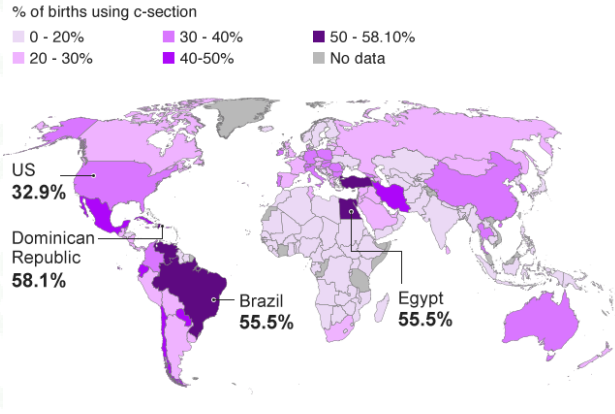 % of births using c-section
0 - 20%
30 - 40%
50 - 58.10%
20 - 30%
40-50%
No data
US
32.9%
Dominican
Republic
58.1%
Brazil
55.5%
Egypt
55.5%